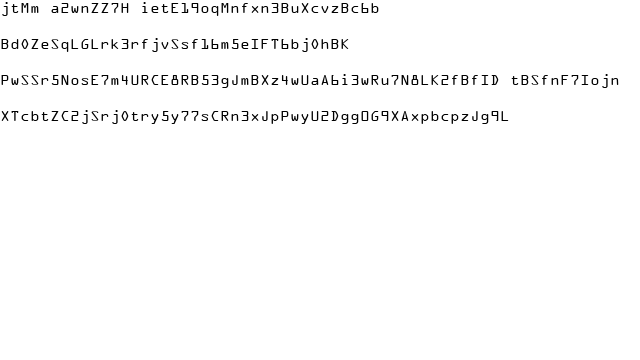 jtMm a2wnZZ7H ietE19oqMnfxn3BuXcvzBc6b
Bd0ZeSqLGLrk3rfjvSsf16m5eIFT6bj0hBK
PwSSr5NosE7m4URCE8RB53gJmBXz4wUaA6i3wRu7N8LK2fBfID tBSfnF7Iojn
XTcbtZC2jSrj0try5y77sCRn3xJpPwyU2Dgg0G9XAxpbcpzJg9L